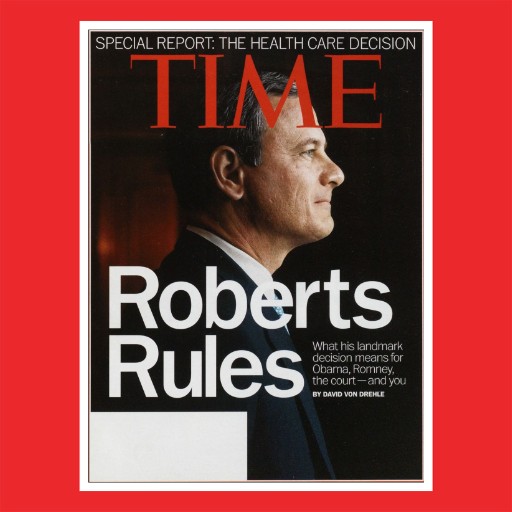 SPECIAL REPORT: THE HEALTH CARE DECISION
TIME
Roberts
Rules
What his landmark
decision means for
Obama, Romney,
the court—and you
BY DAVID VON DREHLE